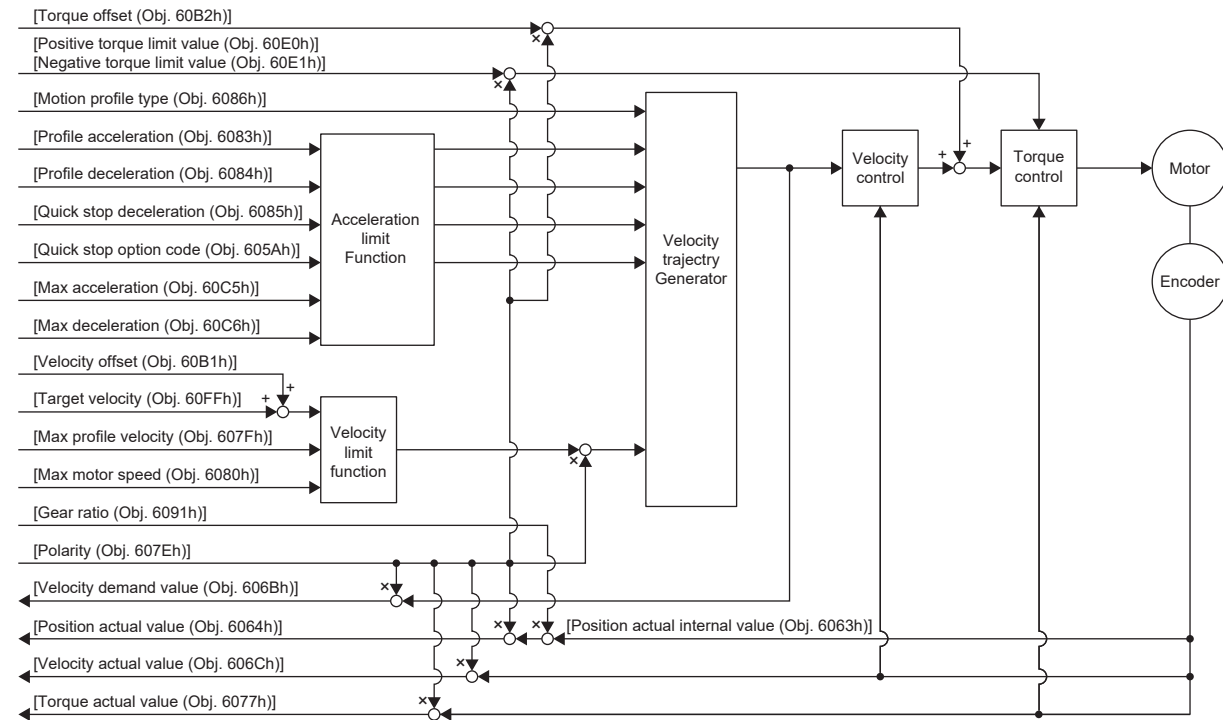 [Torque offset (Obj. 60B2h)]
[Positive torque limit value (Obj. 60E0h)]
[Negative torque limit value (Obj. 60E1h)]
[Motion profile type (Obj. 6086h)]
[Profile acceleration (Obj. 6083h)]
[Profile deceleration (Obj. 6084h)]
[Quick stop deceleration (Obj. 6085h)]
[Quick stop option code (Obj. 605Ah)]
[Max acceleration (Obj. 60C5h)]
[Max deceleration (Obj. 60C6h)]
[Velocity offset (Obj. 60B1h)]
[Target velocity (Obj. 60FFh)]
[Max profile velocity (Obj. 607Fh)]
[Max motor speed (Obj. 6080h)]
[Gear ratio (Obj. 6091h)]
[Polarity (Obj. 607Eh)]
[Velocity demand value (Obj. 606Bh)]
[Position actual value (Obj. 6064h)]
[Velocity actual value (Obj. 606Ch)]
[Torque actual value (Obj. 6077h)]
Acceleration
limit
Function
+
+
Velocity
limit
function
×
×
×
×
×
×
×
×
[Position actual internal value (Obj. 6063h)]
Velocity
trajectry
Generator
Velocity
control
+
+
Torque
control
Motor
Encoder